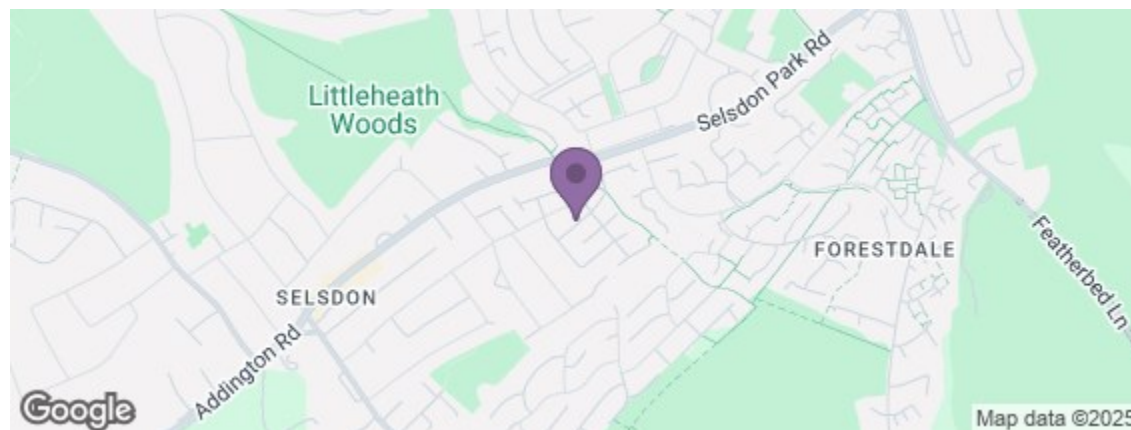 Littleheath
Woods
Selsdon Park Rd
FORESTDALE
Featherbed Ln
SELSDON
Addington Rd
Google
Map data ©2025